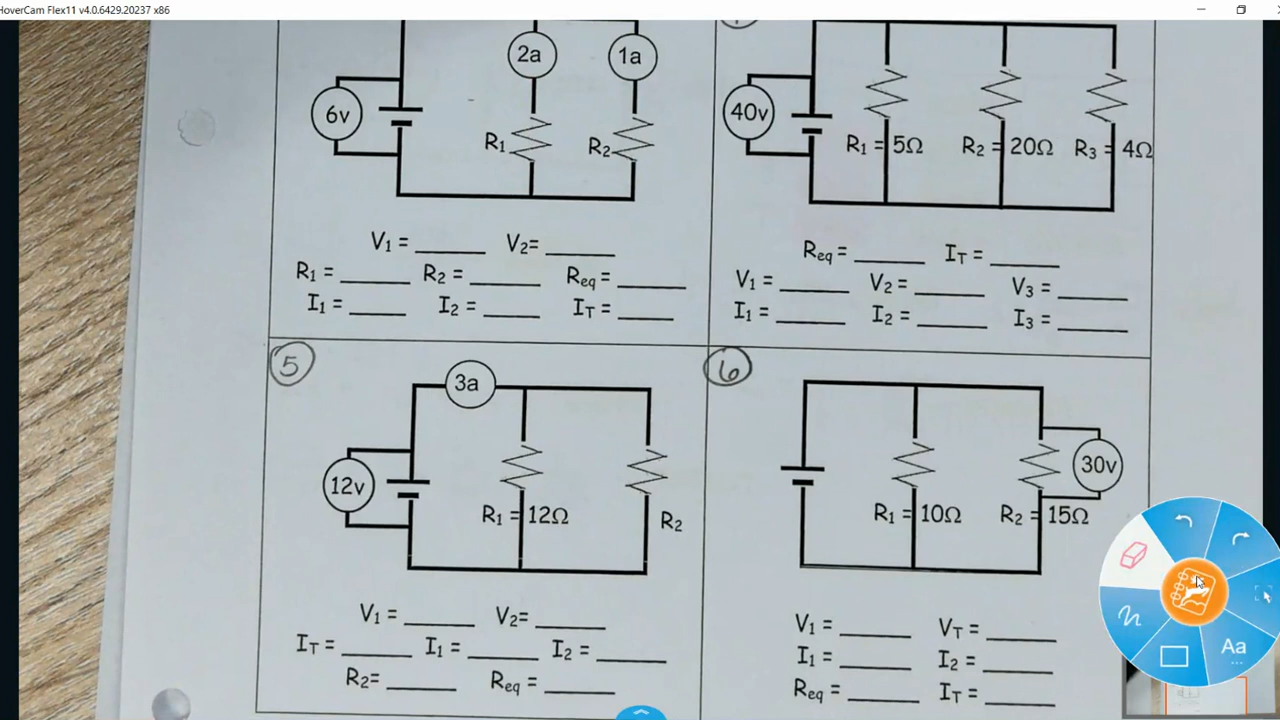 HoverCam Flex11 v4.0.6429.20237 x86
2a
1a
6v
R1
R2
V1 = ______ V2= ______
R1 = ______ R2 = ______ Req = ______
I1 = ______ I2 = ______ IT = ______
40v
R1 = 5Ω R2 = 20Ω R3 = 4Ω
Req = ______ IT = ______
V1 = ______ V2 = ______ V3 = ______
I1 = ______ I2 = ______ I3 = ______
5
3a
12v
R1 = 12Ω
R2
V1 = ______ V2= ______
IT = ______ I1 = ______ I2 = ______
R2= ______ Req = ______
6
30v
R1 = 10Ω R2 = 15Ω
V1 = ______ VT = ______
I1 = ______ I2 = ______
Req = ______ IT = ______
Aa